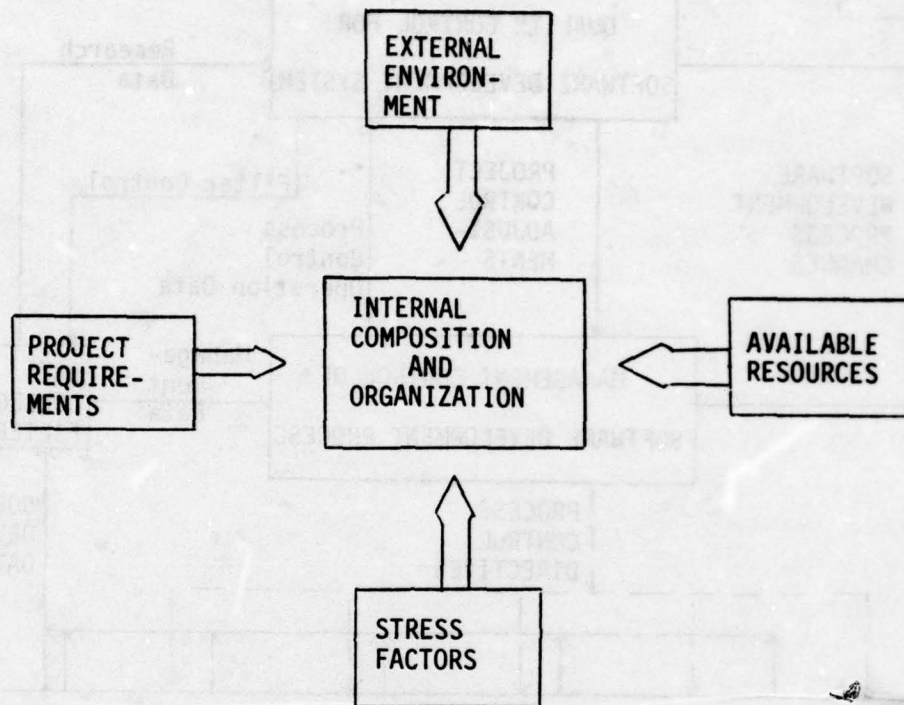 EXTERNAL
ENVIRON-
MENT
PROJECT
REQUIRE-
MENTS
INTERNAL
COMPOSITION
AND
ORGANIZATION
AVAILABLE
RESOURCES
STRESS
FACTORS